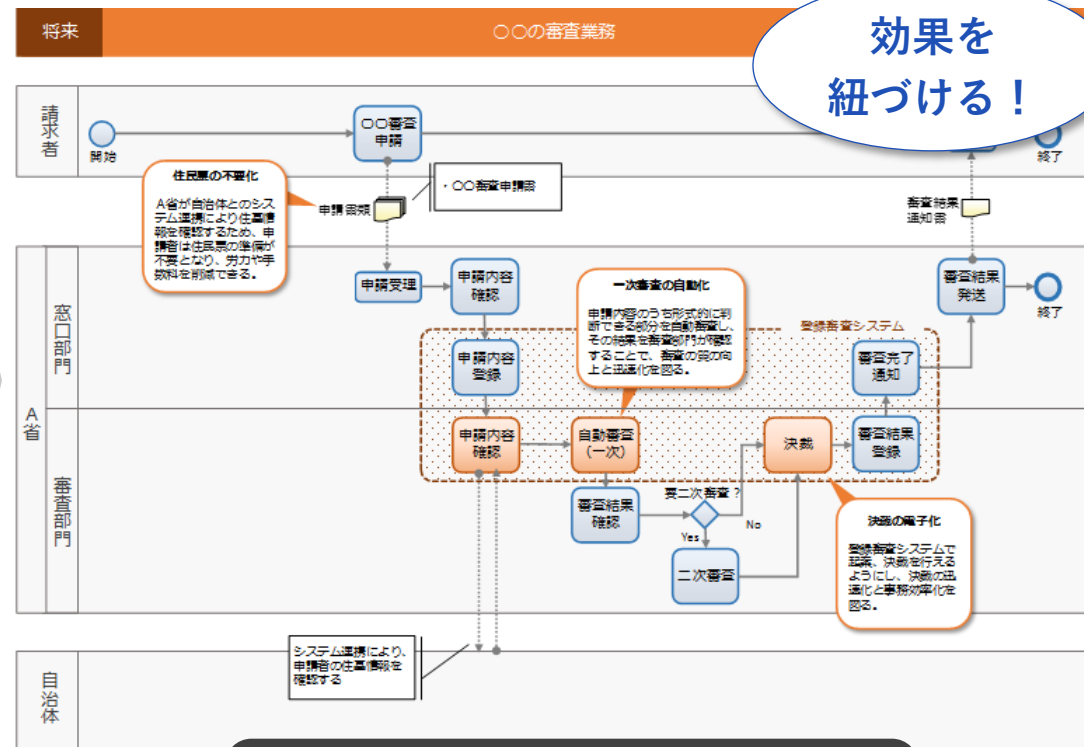 将来
〇〇の審査業務
効果を
紐づける！
請求者
開始
〇〇審査
申請
終了
住民票の不要化
A省が自治体とのシス
テム連携により住基情
報を確認するため、申
請者は住民票の準備が
不要となり、労力や手
数料を削減できる。
申請書類
・〇〇審査申請書
審査結果
通知書
A省
窓口部門
申請受理
申請内容
確認
審査結果
発送
終了
一次審査の自動化
申請内容のうち形式的に判
断できる部分を自動審査し、
その結果を審査部門が確認
することで、審査の質の向
上と迅速化を図る。
登録審査システム
申請内容
登録
審査完了
通知
審査部門
申請内容
確認
自動審査
(一次)
決裁
審査結果
登録
審査結果
確認
要二次審査？
No
Yes
二次審査
決裁の電子化
登録審査システムで
起案、決裁を行える
ようにし、決裁の迅
速化と事務効率化を
図る。
システム連携により、
申請者の住基情報を
確認する
自治体